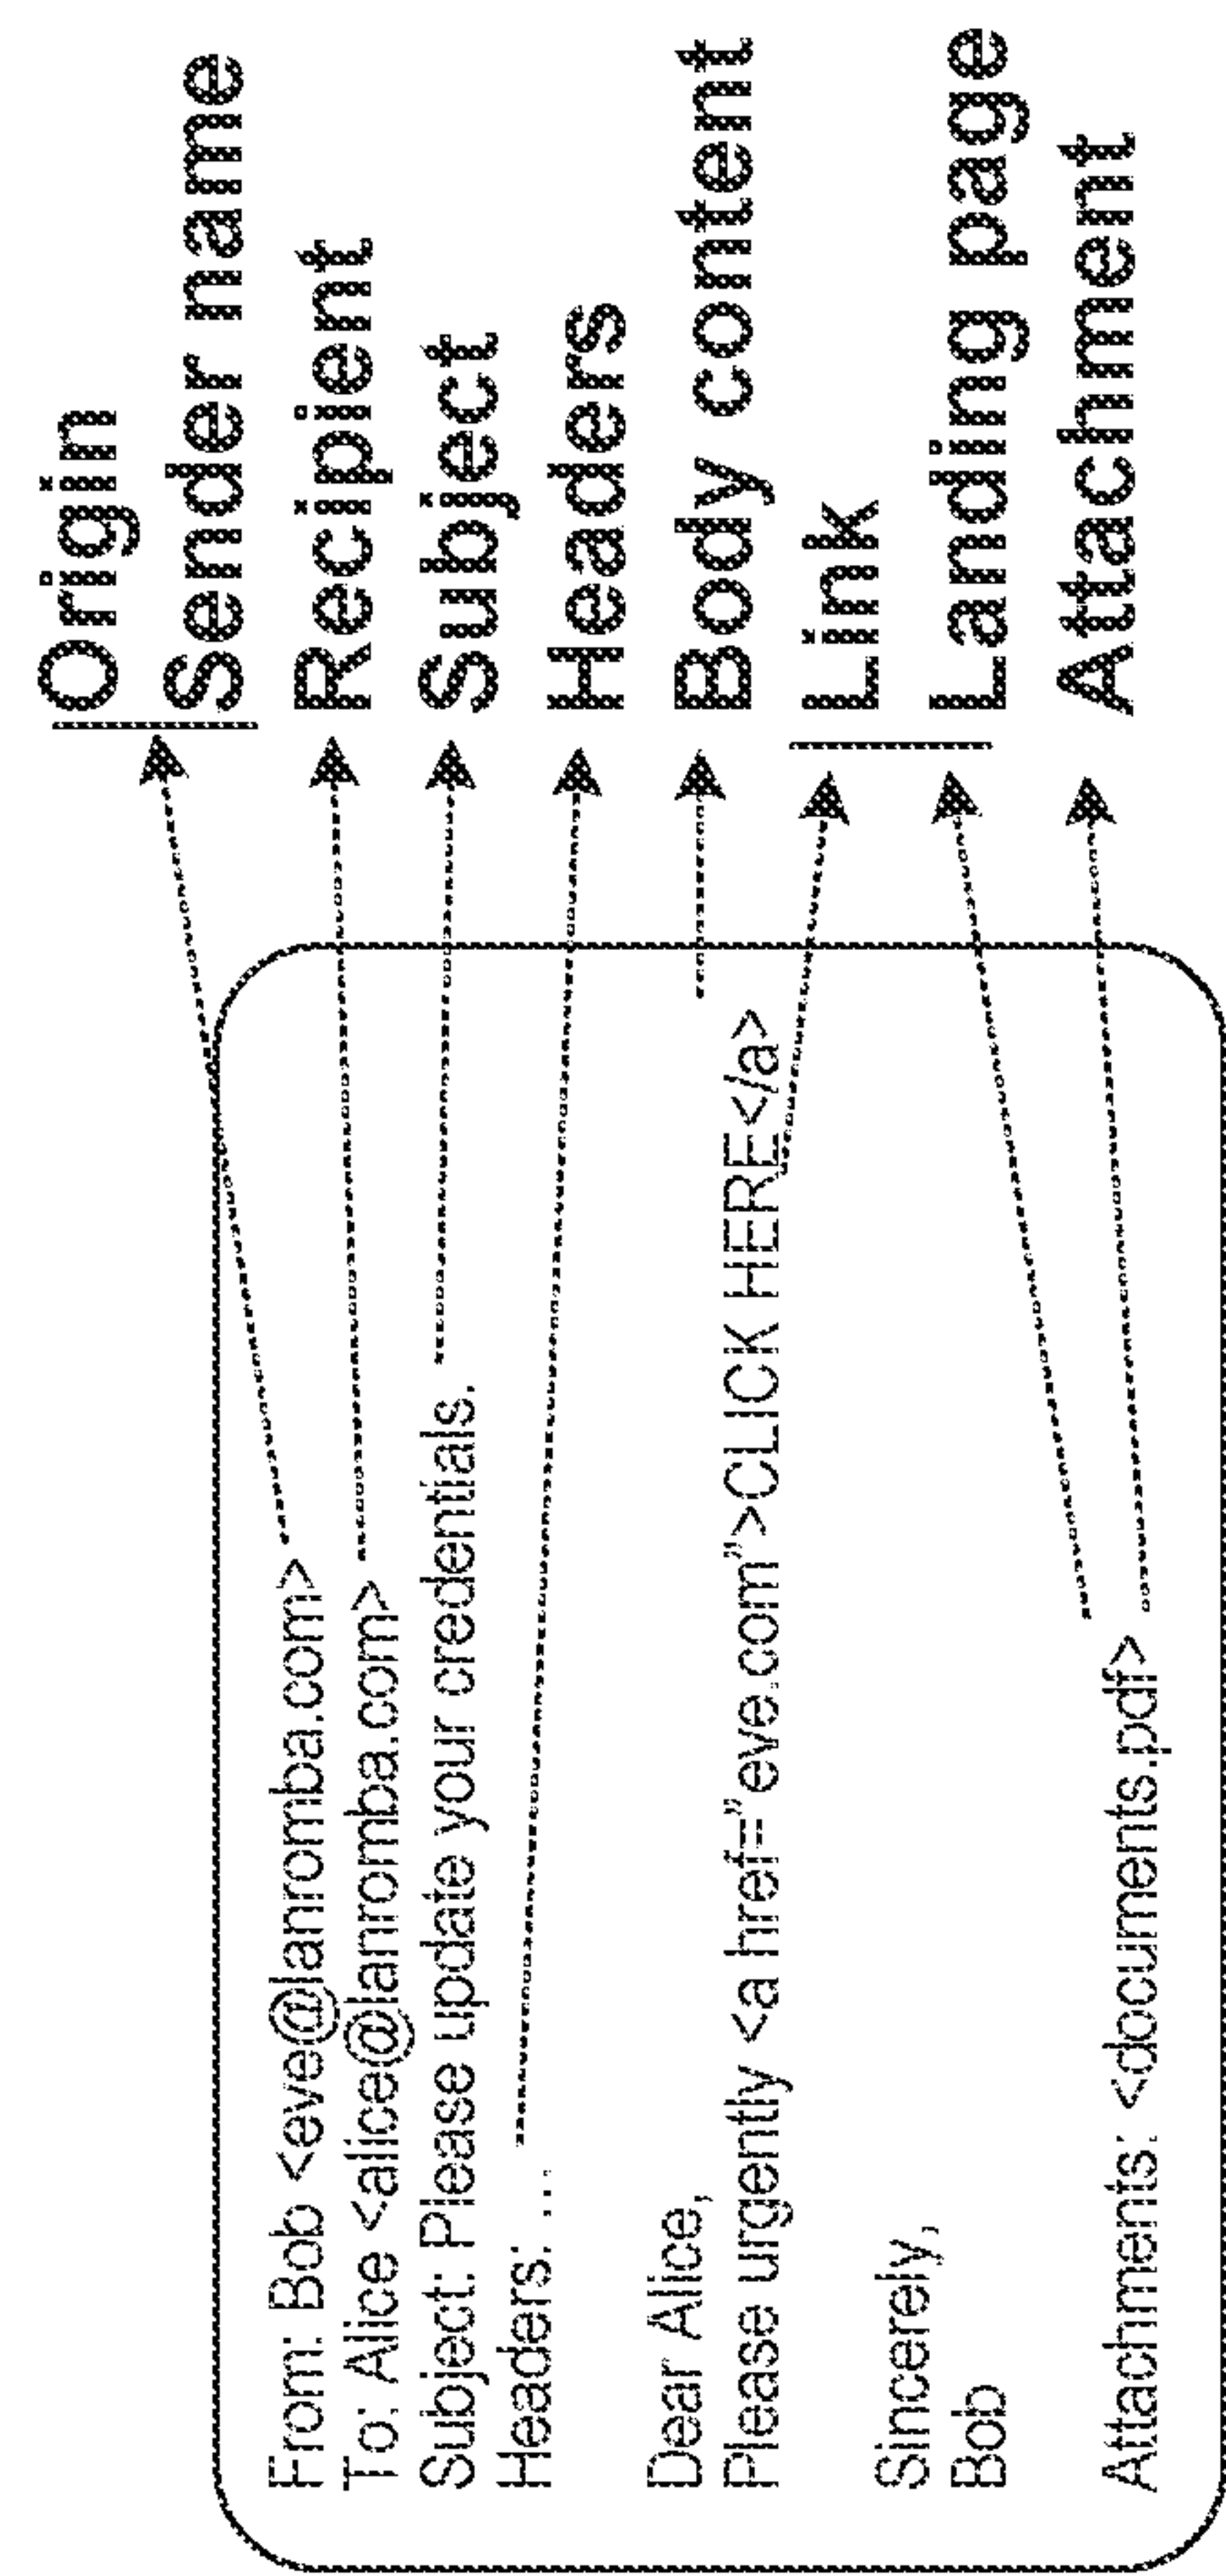 From: Bob <eve@lanromba.com>
To: Alice <alice@lanromba.com>
Subject: Please update your credentials.
Headers: ...
Dear Alice,
Please urgently <a href="eve.com">CLICK HERE</a>
Sincerely,
Bob
Attachments: <documents.pdf>
Origin
Sender name
Recipient
Subject
Headers
Body content
Link
Landing page
Attachment